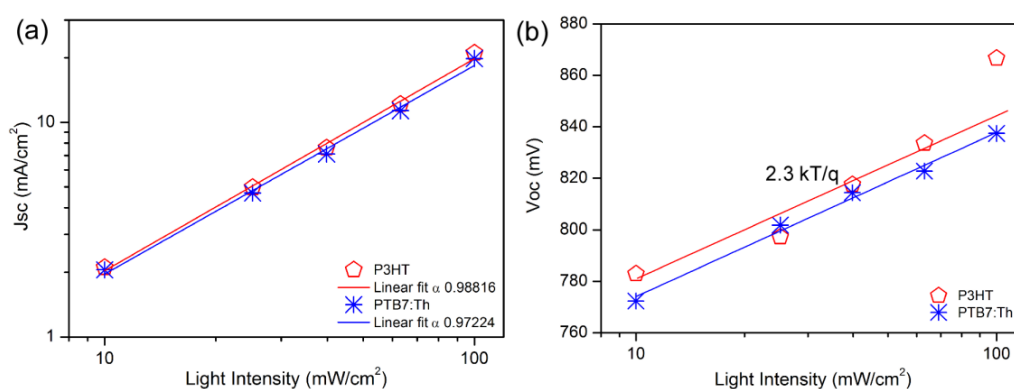 (a)
10
1
10
100
Jsc (mA/cm²)
Light Intensity (mW/cm²)
P3HT
Linear fit α 0.98816
PTB7:Th
Linear fit α 0.97224
(b)
880
860
840
820
800
780
760
10
100
Voc (mV)
Light Intensity (mW/cm²)
2.3 kT/q
P3HT
PTB7:Th